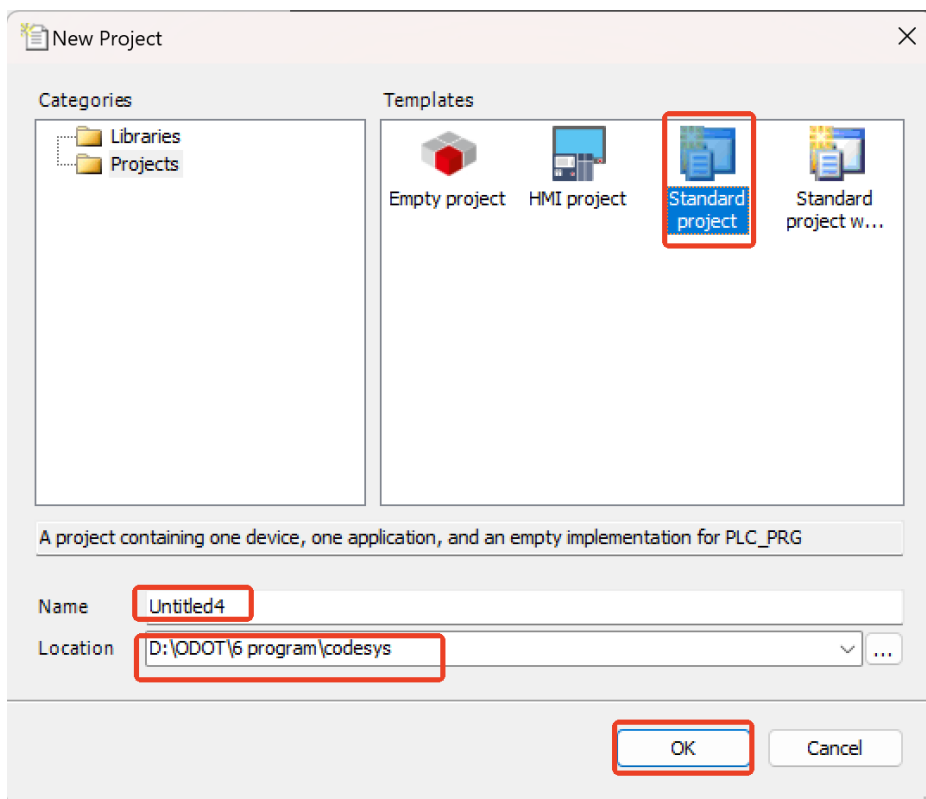 New Project
Categories
Templates
Libraries
Projects
Empty project
HMI project
Standard
project
Standard
project w...
A project containing one device, one application, and an empty implementation for PLC_PRG
Name
Untitled4
Location
D:\ODOT\6 program\codesys
...
OK
Cancel